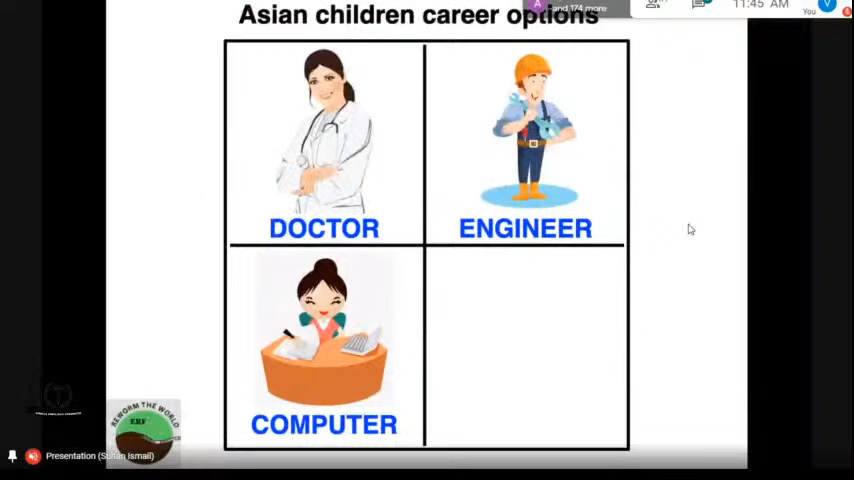 Asian children career options
A
and 174 more
11:45 AM
You
V
DOCTOR
ENGINEER
COMPUTER
REWORM THE WORLD
ERF
Presentation (Sultan Ismail)